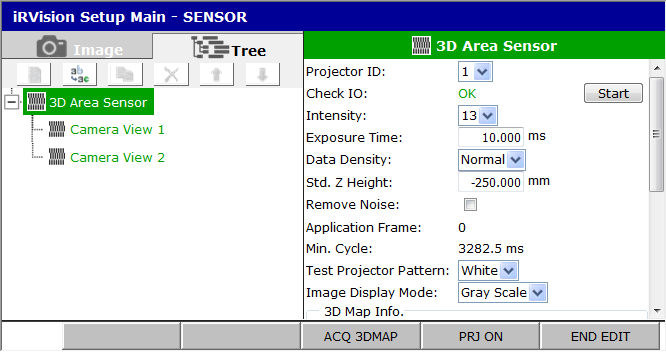 iRVision Setup Main - SENSOR
Image
Tree
3D Area Sensor
Camera View 1
Camera View 2
3D Area Sensor
Projector ID: 1
Check IO: OK Start
Intensity: 13
Exposure Time: 10.000 ms
Data Density: Normal
Std. Z Height: -250.000 mm
Remove Noise:
Application Frame: 0
Min. Cycle: 3282.5 ms
Test Projector Pattern: White
Image Display Mode: Gray Scale
3D Map Info.
ACQ 3DMAP PRJ ON END EDIT